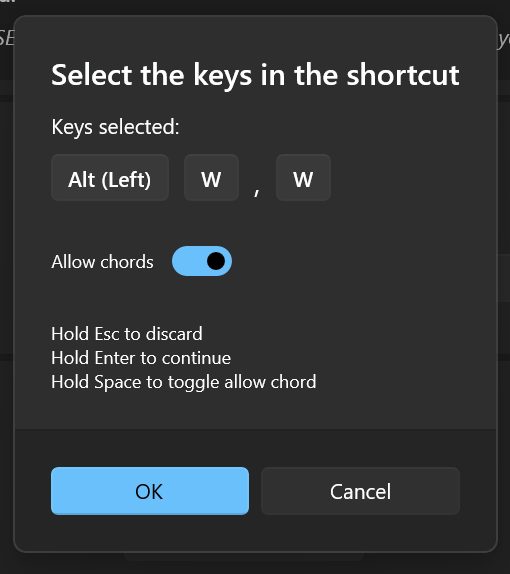 Select the keys in the shortcut
Keys selected:
Alt (Left) W , W
Allow chords
Hold Esc to discard
Hold Enter to continue
Hold Space to toggle allow chord
OK Cancel